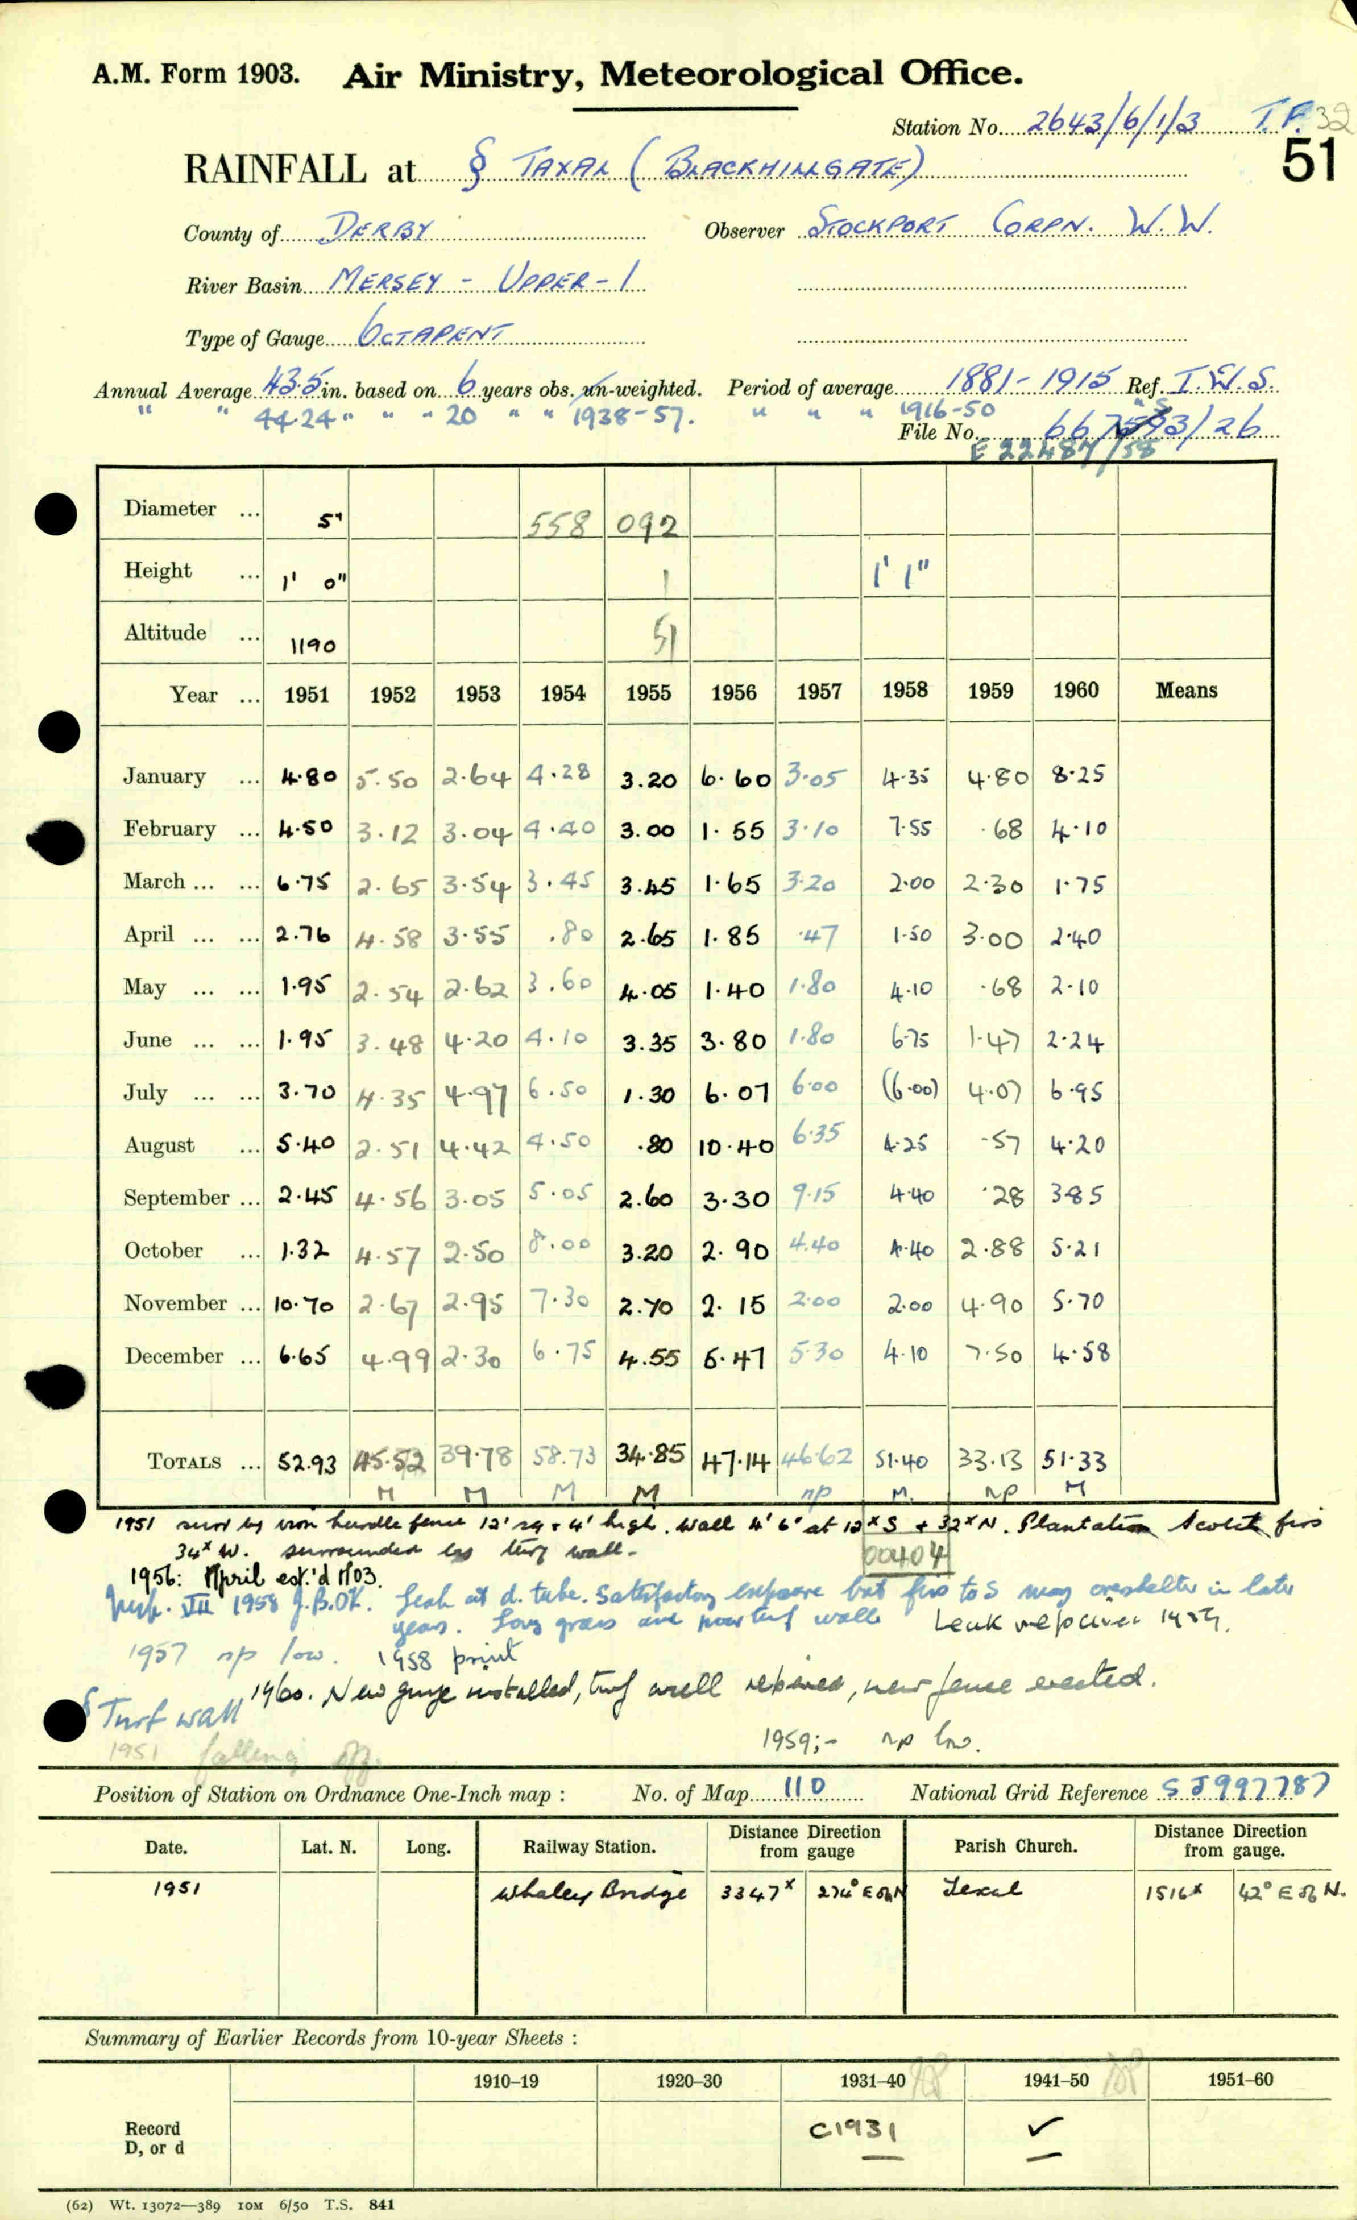 A.M. Form 1903. Air Ministry, Meteorological Office.
Station No. 2643/6/1/3 T.F. 32
RAINFALL at § TAXAL (BLACKHILLGATE) 51
County of DERBY Observer STOCKPORT CORPN. W.W.
River Basin MERSEY - UPPER - 1
Type of Gauge OCTAPENT
Annual Average 43.5 in. based on 6 years obs. un-weighted. Period of average 1881-1915 Ref. T.W.S.
" " 44.24 " " " 20 " " 1938-57. " " " 1916-50 "
File No. 667593/26
E 22487/58
Diameter ... 5" 558 092
Height ... 1' 0" 1 1' 1"
Altitude ... 1190 51
Year ... 1951 1952 1953 1954 1955 1956 1957 1958 1959 1960 Means
January ... 4.80 5.50 2.64 4.28 3.20 6.60 3.05 4.35 4.80 8.25
February ... 4.50 3.12 3.04 4.40 3.00 1.55 3.10 7.55 .68 4.10
March ... ... 6.75 2.65 3.54 3.45 3.45 1.65 3.20 2.00 2.30 1.75
April ... ... 2.76 4.58 3.55 .80 2.65 1.85 .47 1.50 3.00 2.40
May ... ... 1.95 2.54 2.62 3.60 4.05 1.40 1.80 4.10 .68 2.10
June ... ... 1.95 3.48 4.20 4.10 3.35 3.80 1.80 6.75 1.47 2.24
July ... ... 3.70 4.35 4.97 6.50 1.30 6.07 6.00 (6.00) 4.07 6.95
August ... 5.40 2.51 4.42 4.50 .80 10.40 6.35 4.25 .57 4.20
September ... 2.45 4.56 3.05 5.05 2.60 3.30 9.15 4.40 .28 3.85
October ... 1.32 4.57 2.50 8.00 3.20 2.90 4.40 4.40 2.88 5.21
November ... 10.70 2.67 2.95 7.30 2.70 2.15 2.00 2.00 4.90 5.70
December ... 6.65 4.99 2.30 6.75 4.55 5.47 5.30 4.10 7.50 4.58
TOTALS ... 52.93 45.52 39.78 58.73 34.85 47.14 46.62 51.40 33.13 51.33
M M M M np M. np M
1951 surr by iron hurdle fence 12' sq + 4' high. Wall 4' 6" at 12x S + 32x N. Plantation Scotch firs
34x W. surrounded by turf wall.
00404
1956: April est.'d 1703.
Insp. VII 1958 J.B. OK. Leak at d. tube. Satisfactory exposure but firs to S may overshelter in later
years. Long grass and poor turf wall. Leak 1959.
1957 np low. 1958 print
1960. New gauge installed, turf wall repaired, new fence erected.
§ Turf wall
1951 falling off.
1959;- np low.
Position of Station on Ordnance One-Inch map : No. of Map 110 National Grid Reference SJ997787
Date. Lat. N. Long. Railway Station. Distance from gauge Direction Parish Church. Distance from gauge. Direction
1951 Whaley Bridge 3347x 274° E of N Taxal 1516x 42° E of N.
Summary of Earlier Records from 10-year Sheets :
1910–19 1920–30 1931–40 1941–50 1951–60
Record
D, or d C1931 ✓
(62) Wt. 13072—389 10M 6/50 T.S. 841